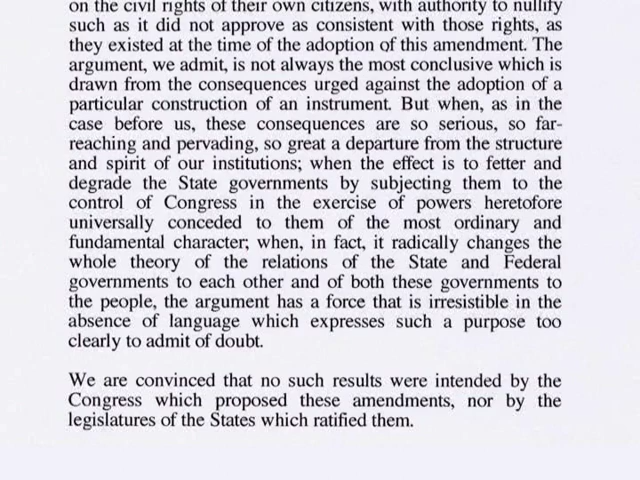 on the civil rights of their own citizens, with authority to nullify
such as it did not approve as consistent with those rights, as
they existed at the time of the adoption of this amendment. The
argument, we admit, is not always the most conclusive which is
drawn from the consequences urged against the adoption of a
particular construction of an instrument. But when, as in the
case before us, these consequences are so serious, so far-
reaching and pervading, so great a departure from the structure
and spirit of our institutions; when the effect is to fetter and
degrade the State governments by subjecting them to the
control of Congress in the exercise of powers heretofore
universally conceded to them of the most ordinary and
fundamental character; when, in fact, it radically changes the
whole theory of the relations of the State and Federal
governments to each other and of both these governments to
the people, the argument has a force that is irresistible in the
absence of language which expresses such a purpose too
clearly to admit of doubt.
We are convinced that no such results were intended by the
Congress which proposed these amendments, nor by the
legislatures of the States which ratified them.